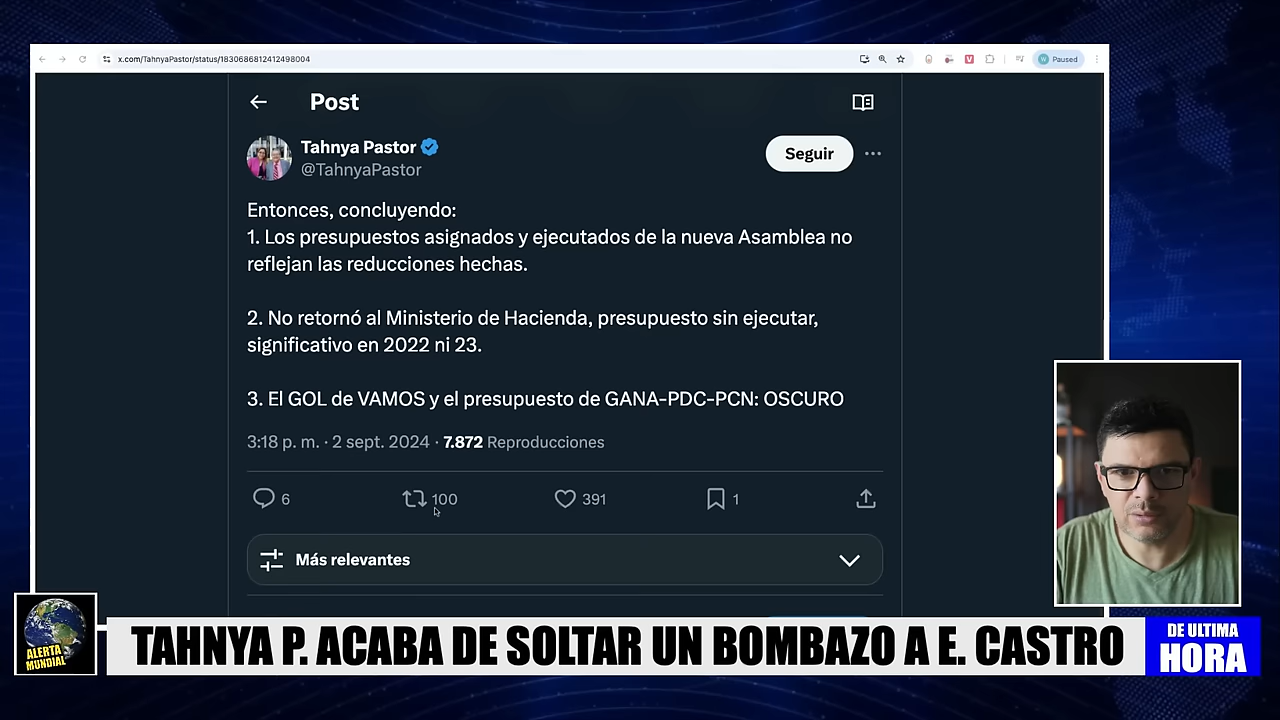 x.com/TahnyaPastor/status/1830686812412498004
Paused
Post
Tahnya Pastor
@TahnyaPastor
Seguir
Entonces, concluyendo:
1. Los presupuestos asignados y ejecutados de la nueva Asamblea no
reflejan las reducciones hechas.
2. No retornó al Ministerio de Hacienda, presupuesto sin ejecutar,
significativo en 2022 ni 23.
3. El GOL de VAMOS y el presupuesto de GANA-PDC-PCN: OSCURO
3:18 p. m. · 2 sept. 2024 · 7.872 Reproducciones
6
100
391
1
Más relevantes
ALERTA
MUNDIAL
TAHNYA P. ACABA DE SOLTAR UN BOMBAZO A E. CASTRO
DE ULTIMA
HORA